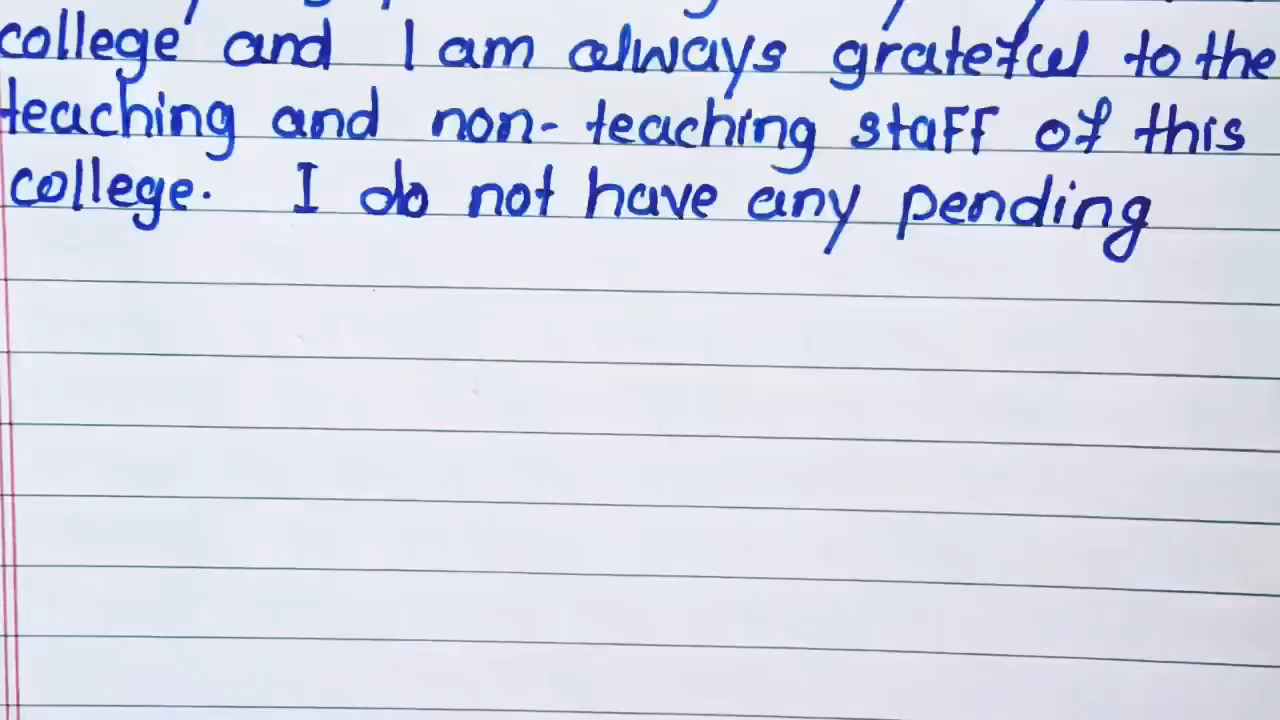 college and I am always grateful to the
teaching and non-teaching staff of this
college. I do not have any pending